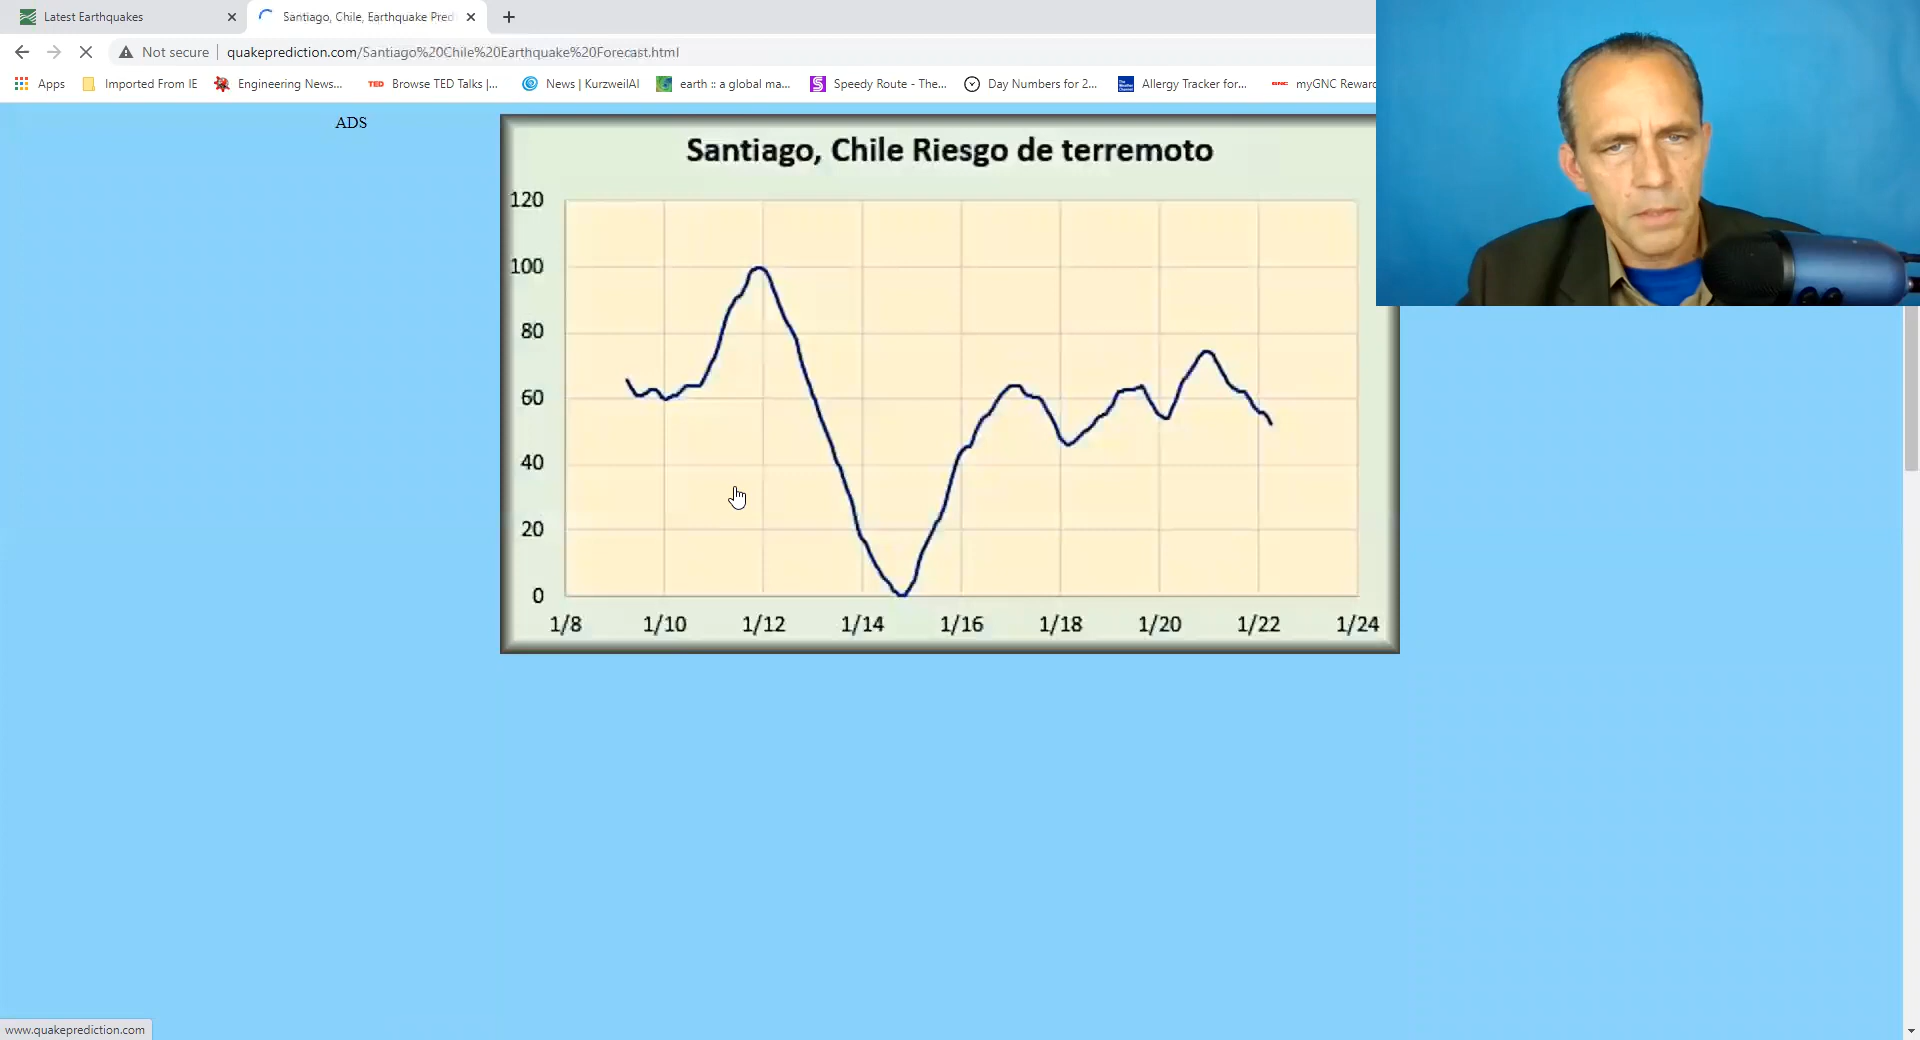 Latest Earthquakes
Santiago, Chile, Earthquake Pred
Not secure quakeprediction.com/Santiago%20Chile%20Earthquake%20Forecast.html
Apps Imported From IE Engineering News... TED Browse TED Talks |... News | KurzweilAI earth :: a global ma... Speedy Route - The... Day Numbers for 2... Allergy Tracker for... GNC myGNC Rewarc
ADS
Santiago, Chile Riesgo de terremoto
120
100
80
60
40
20
0
1/8 1/10 1/12 1/14 1/16 1/18 1/20 1/22 1/24
www.quakeprediction.com